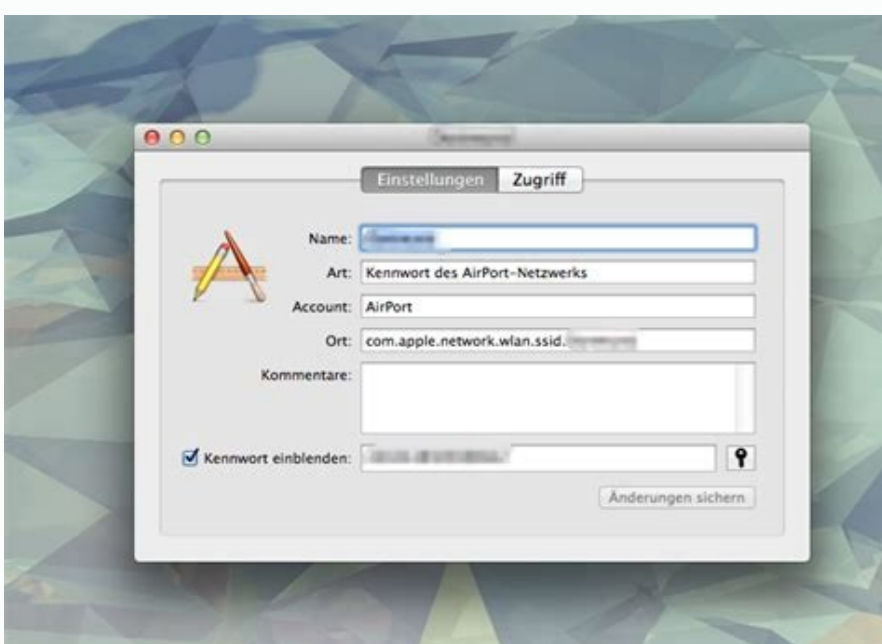 Einstellungen
Zugriff
Name:
Art: Kennwort des AirPort-Netzwerks
Account: AirPort
Ort: com.apple.network.wlan.ssid.
Kommentare:
Kennwort einblenden:
Änderungen sichern